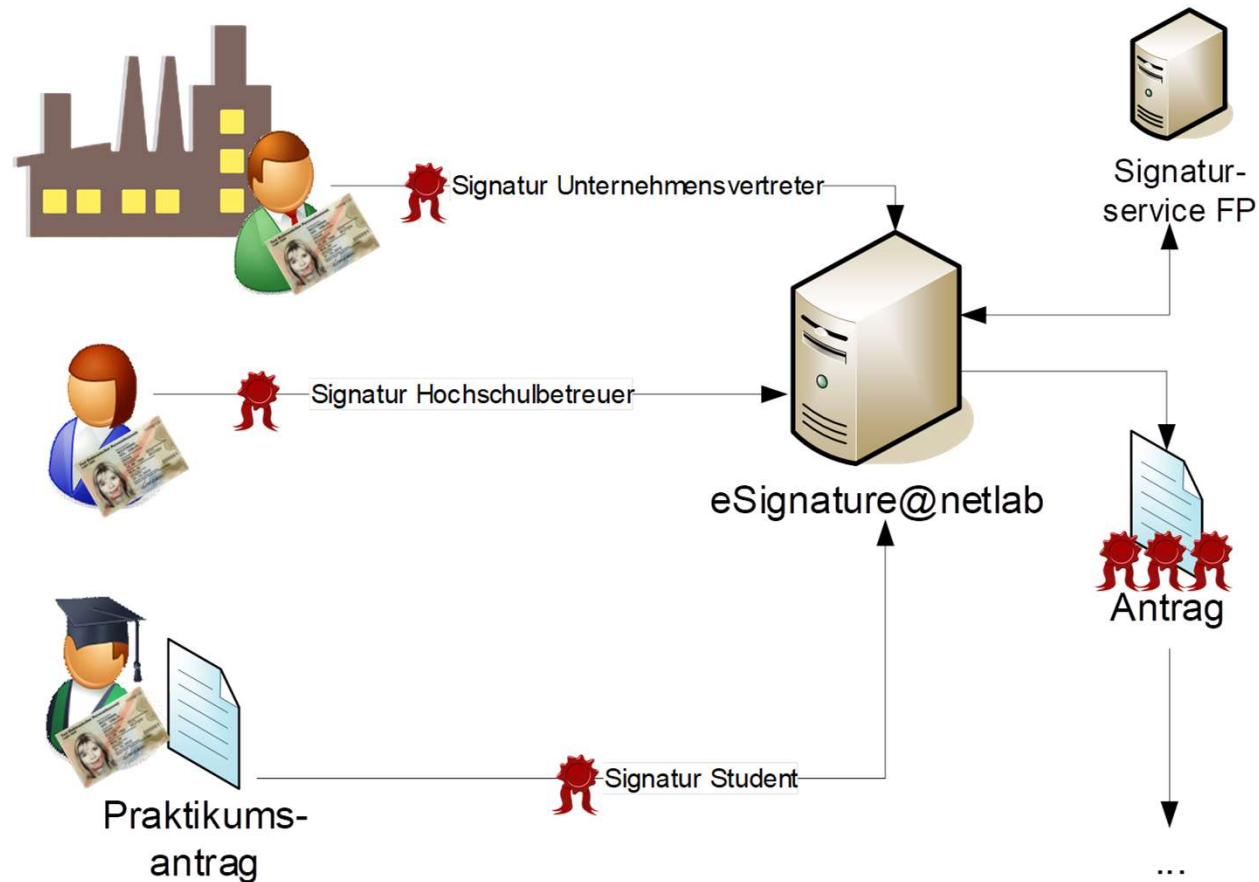 Signatur Unternehmensvertreter
Signatur-
service FP
Signatur Hochschulbetreuer
eSignature@netlab
Antrag
Signatur Student
Praktikums-
antrag
...